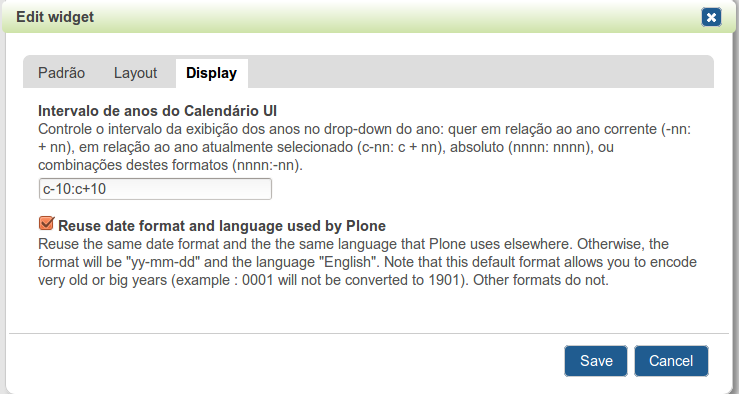 Edit widget
Padrão Layout Display
Intervalo de anos do Calendário UI
Controle o intervalo da exibição dos anos no drop-down do ano: quer em relação ao ano corrente (-nn:
+ nn), em relação ao ano atualmente selecionado (c-nn: c + nn), absoluto (nnnn: nnnn), ou
combinações destes formatos (nnnn:-nn).
c-10:c+10
Reuse date format and language used by Plone
Reuse the same date format and the the same language that Plone uses elsewhere. Otherwise, the
format will be "yy-mm-dd" and the language "English". Note that this default format allows you to encode
very old or big years (example : 0001 will not be converted to 1901). Other formats do not.
Save Cancel